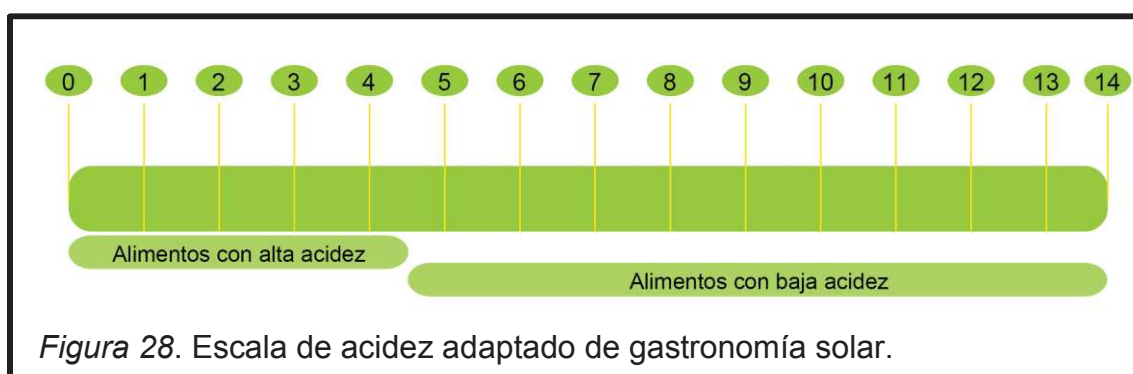 0 1 2 3 4 5 6 7 8 9 10 11 12 13 14
Alimentos con alta acidez
Alimentos con baja acidez
Figura 28. Escala de acidez adaptado de gastronomía solar.